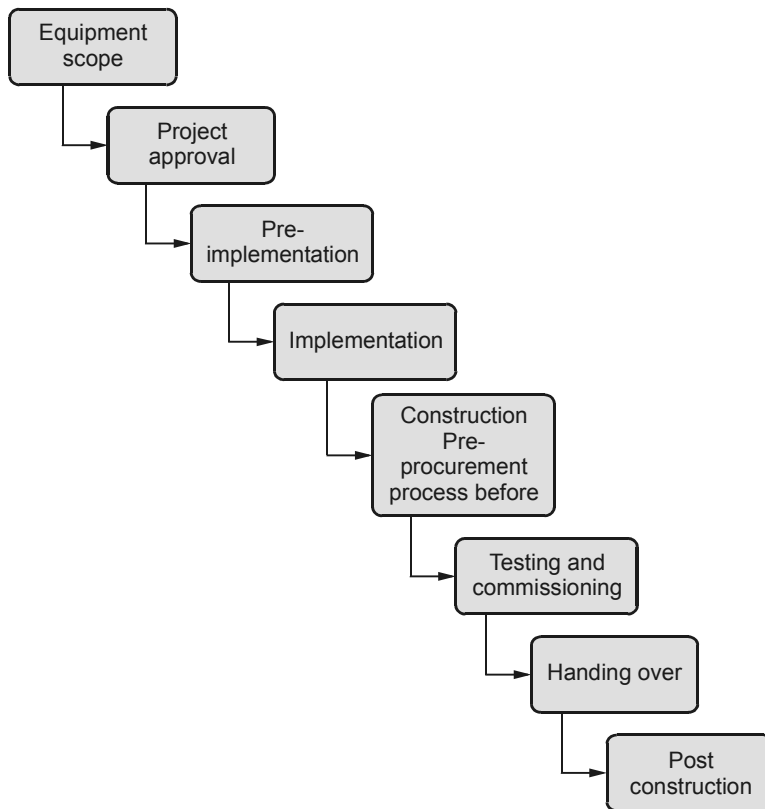 Equipment
scope
Project
approval
Pre-
implementation
Implementation
Construction
Pre-
procurement
process before
Testing and
commissioning
Handing over
Post
construction